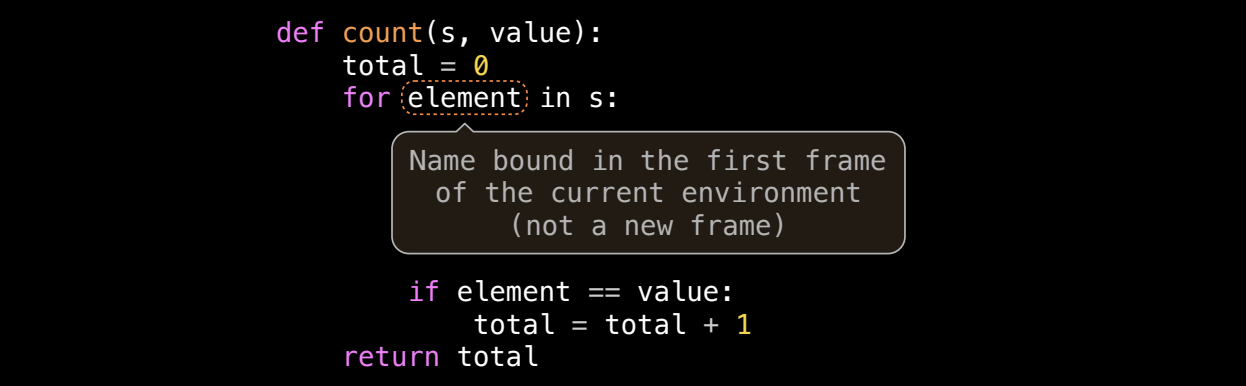 def count(s, value):
total = 0
for element in s:
Name bound in the first frame
of the current environment
(not a new frame)
if element == value:
total = total + 1
return total